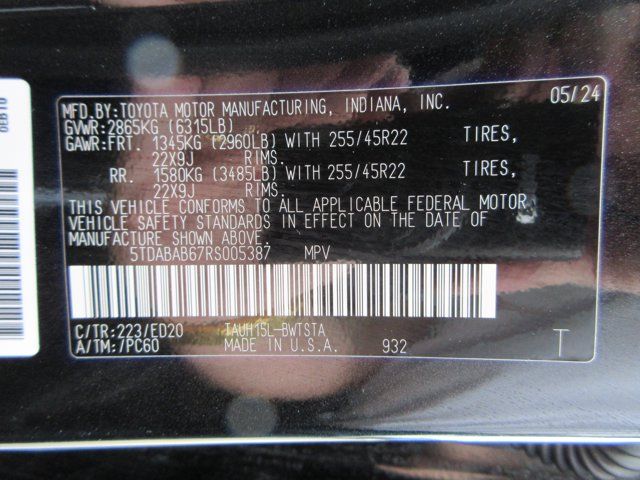 MFD.BY:TOYOTA MOTOR MANUFACTURING, INDIANA, INC. 05/24
GVWR:2865KG (6315LB)
GAWR:FRT. 1345KG (2960LB) WITH 255/45R22 TIRES,
22X9J RIMS.
RR. 1580KG (3485LB) WITH 255/45R22 TIRES,
22X9J RIMS.
THIS VEHICLE CONFORMS TO ALL APPLICABLE FEDERAL MOTOR
VEHICLE SAFETY STANDARDS IN EFFECT ON THE DATE OF
MANUFACTURE SHOWN ABOVE.
5TDABAB67RS005387 MPV
C/TR:223/ED20 TAUH15L-BWTSTA
A/TM:/PC60 MADE IN U.S.A. 932 T